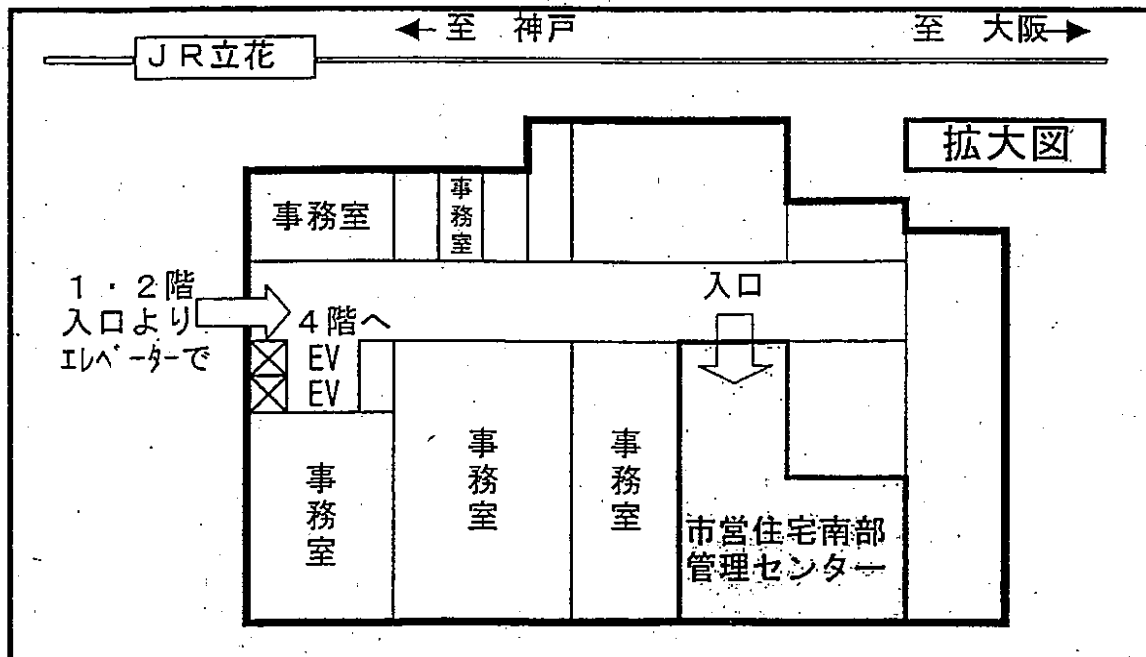 ←至 神戸
至 大阪→
JR立花
拡大図
事務室
事務室
1・2階
入口より
エレベーターで
4階へ
入口
EV
EV
事務室
事務室
事務室
市営住宅南部
管理センター